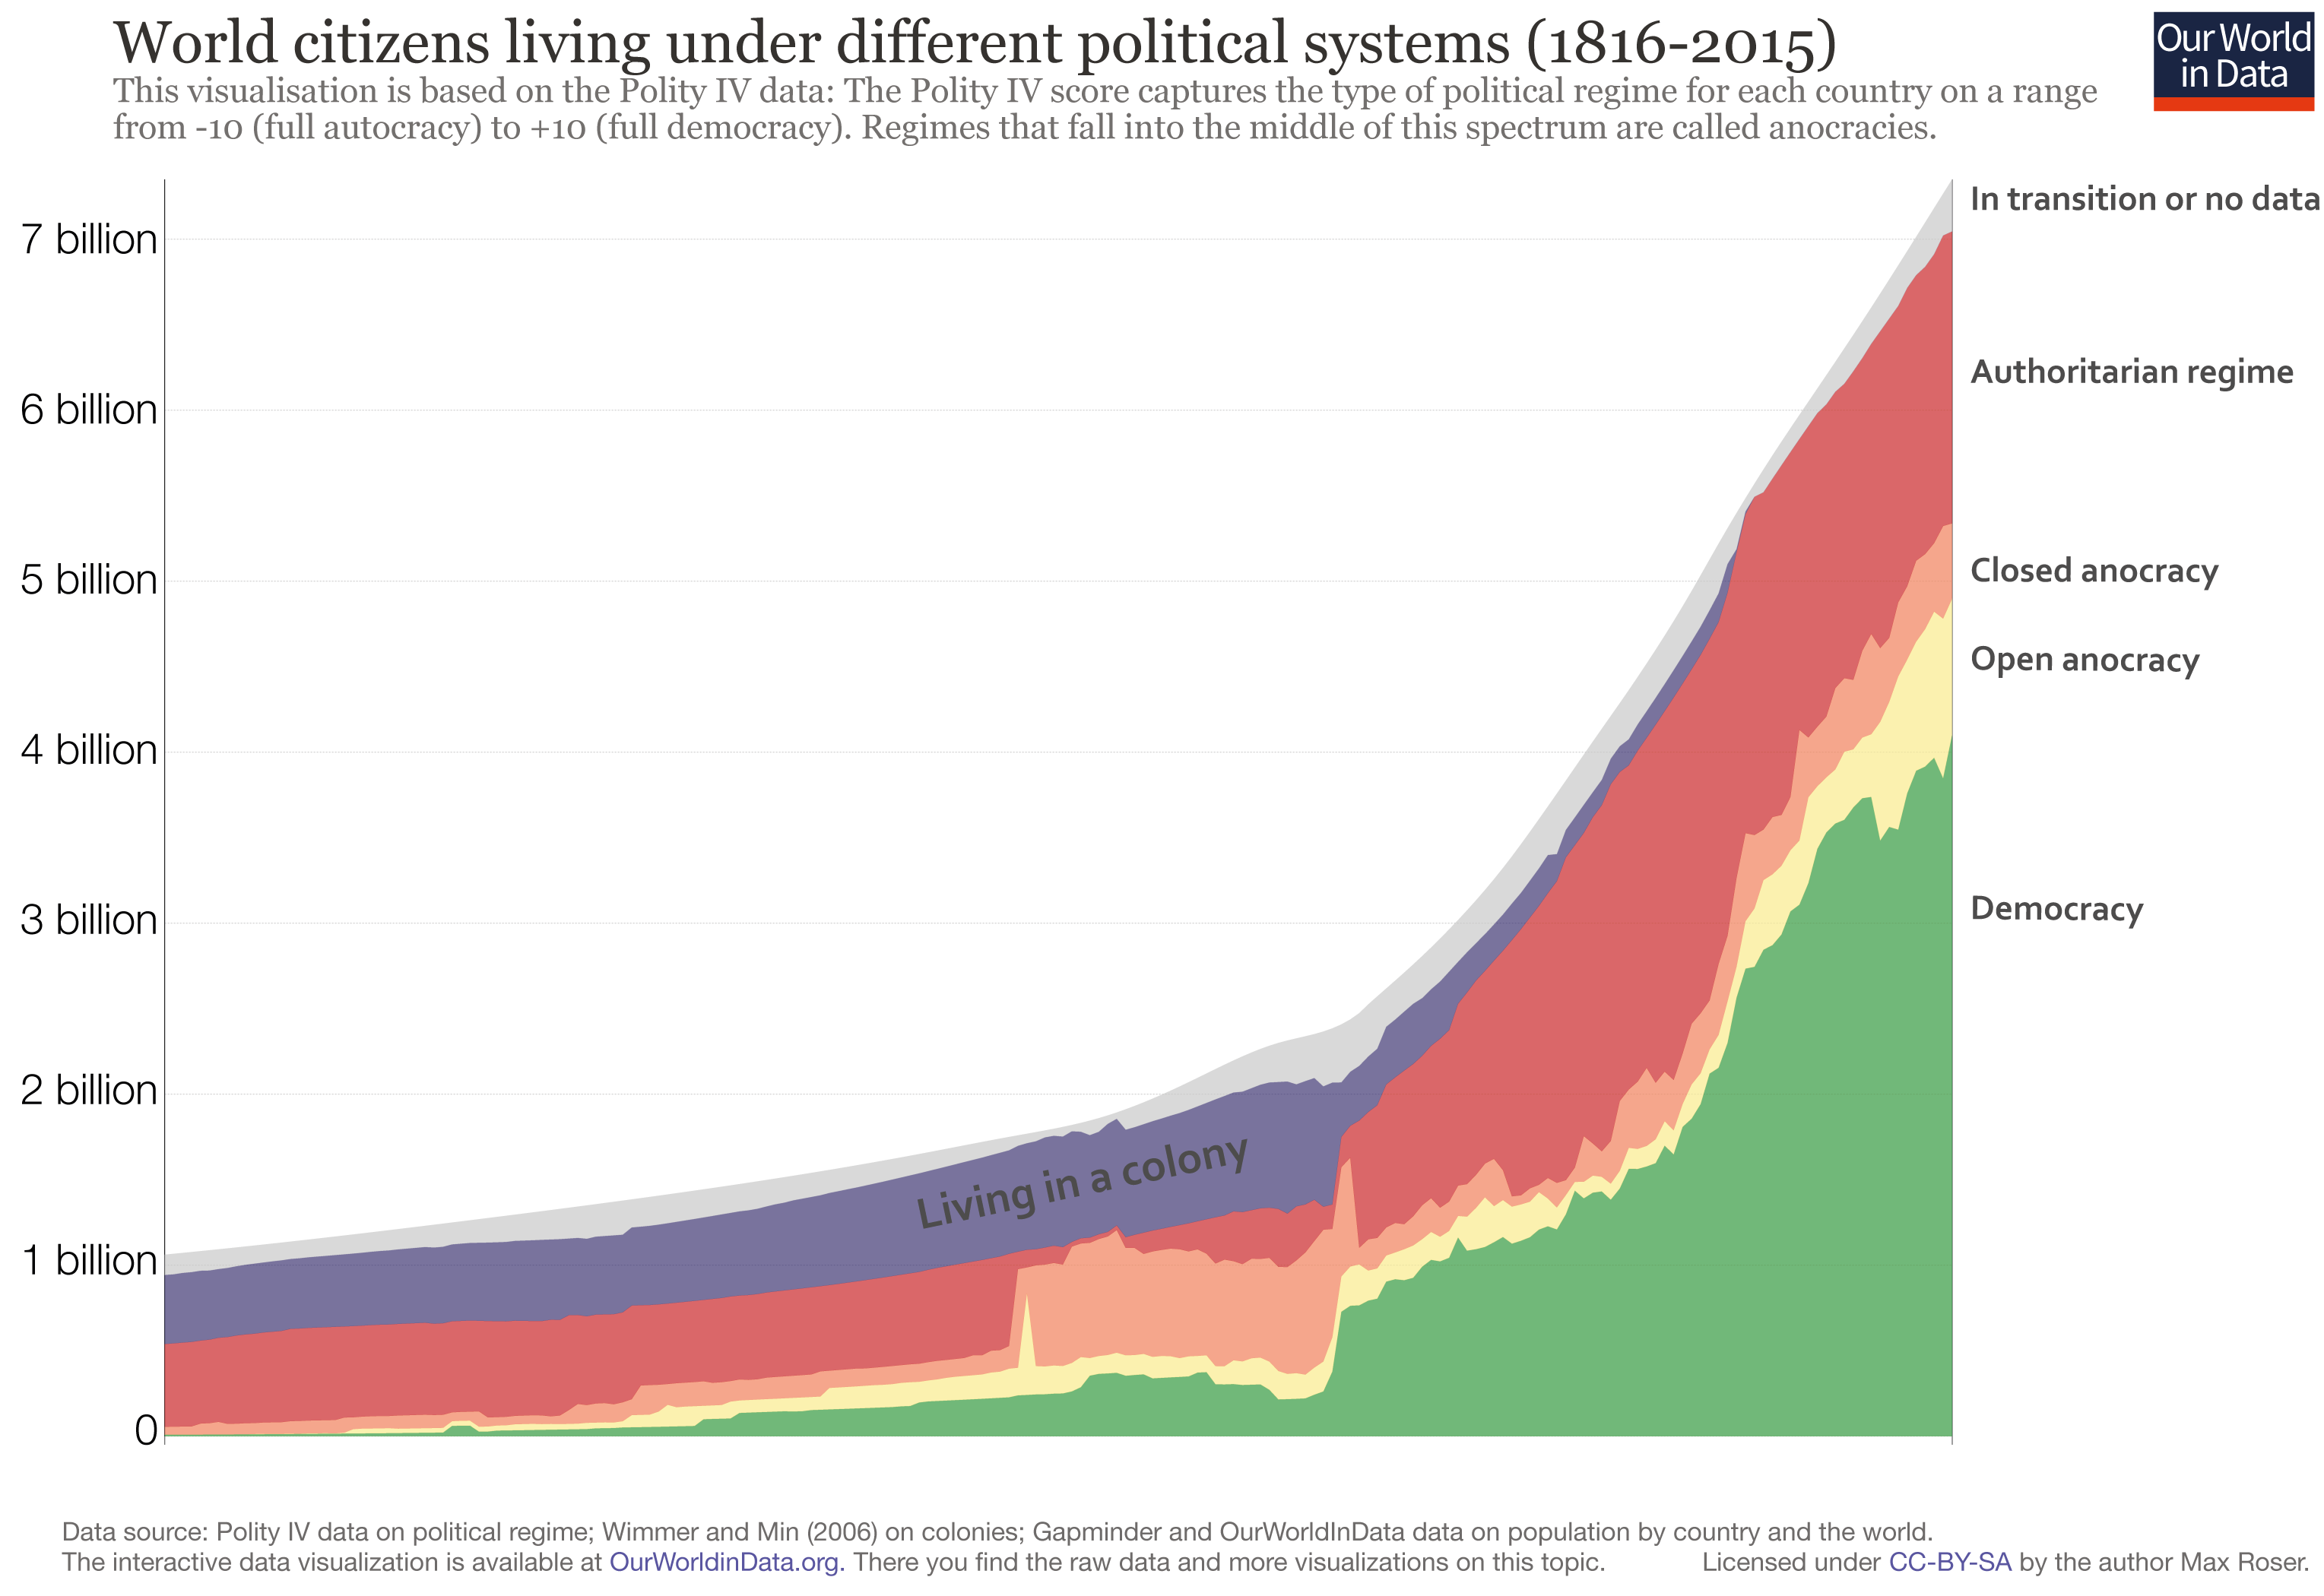 World citizens living under different political systems (1816-2015)
This visualisation is based on the Polity IV data: The Polity IV score captures the type of political regime for each country on a range
from -10 (full autocracy) to +10 (full democracy). Regimes that fall into the middle of this spectrum are called anocracies.
Our World
in Data
7 billion
6 billion
5 billion
4 billion
3 billion
2 billion
1 billion
0
In transition or no data
Authoritarian regime
Closed anocracy
Open anocracy
Democracy
Living in a colony
Data source: Polity IV data on political regime; Wimmer and Min (2006) on colonies; Gapminder and OurWorldInData data on population by country and the world.
The interactive data visualization is available at OurWorldinData.org. There you find the raw data and more visualizations on this topic.
Licensed under CC-BY-SA by the author Max Roser.